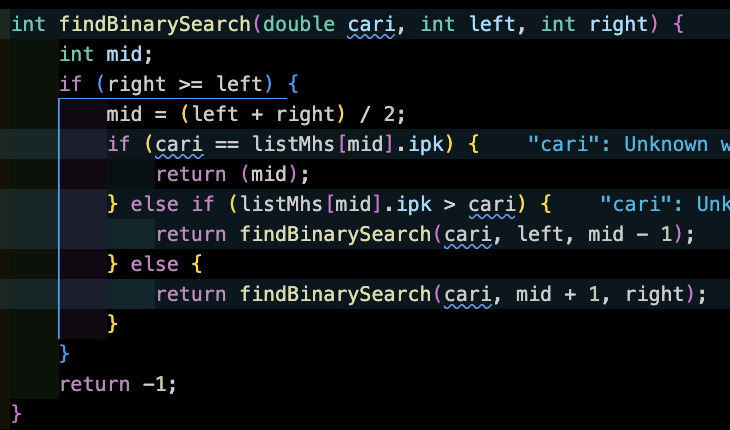 int findBinarySearch(double cari, int left, int right) {
    int mid;
    if (right >= left) {
        mid = (left + right) / 2;
        if (cari == listMhs[mid].ipk) {    "cari": Unknown
            return (mid);
        } else if (listMhs[mid].ipk > cari) {    "cari":
            return findBinarySearch(cari, left, mid - 1);
        } else {
            return findBinarySearch(cari, mid + 1, right);
        }
    }
    return -1;
}